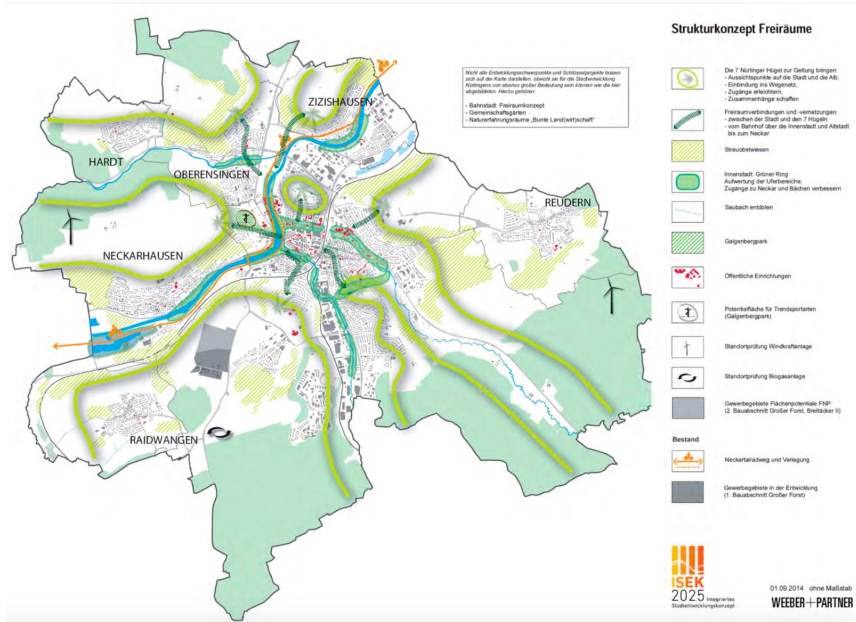 Strukturkonzept Freiräume
Nicht alle Entwicklungsschwerpunkte und Schlüsselprojekte lassen
sich auf der Karte darstellen, obwohl sie für die Stadtentwicklung
Nürtingens von ebenso großer Bedeutung sein können wie die hier
abgebildeten. Hierzu gehören:
- Bahnstadt: Freiraumkonzept
- Gemeinschaftsgärten
- Naturerfahrungsräume „Bunte Land(wirt)schaft"
ZIZISHAUSEN
HARDT
OBERENSINGEN
REUDERN
NECKARHAUSEN
RAIDWANGEN
Die 7 Nürtinger Hügel zur Geltung bringen:
- Aussichtspunkte auf die Stadt und die Alb,
- Einbindung ins Wegenetz,
- Zugänge erleichtern,
- Zusammenhänge schaffen
Freiraumverbindungen und -vernetzungen:
- zwischen der Stadt und den 7 Hügeln
- vom Bahnhof über die Innenstadt und Altstadt
bis zum Neckar
Streuobstwiesen
Innenstadt: Grüner Ring
Aufwertung der Uferbereiche,
Zugänge zu Neckar und Bächen verbessern
Saubach entdolen
Galgenbergpark
Öffentliche Einrichtungen
Potentialfläche für Trendsportarten
(Galgenbergpark)
Standortprüfung Windkraftanlage
Standortprüfung Biogasanlage
Gewerbegebiete Flächenpotentiale FNP
(2. Bauabschnitt Großer Forst, Breitäcker II)
Bestand
Neckartalradweg und Verlegung
Gewerbegebiete in der Entwicklung
(1. Bauabschnitt Großer Forst)
ISEK
2025 Integriertes
Stadtentwicklungskonzept
01.09.2014 ohne Maßstab
WEEBER+PARTNER